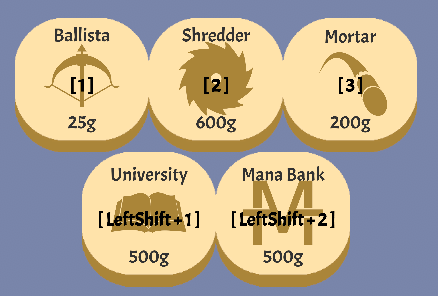 Ballista
Shredder
Mortar
[1]
[2]
[3]
25g
600g
200g
University
Mana Bank
[LeftShift+1]
[LeftShift+2]
500g
500g